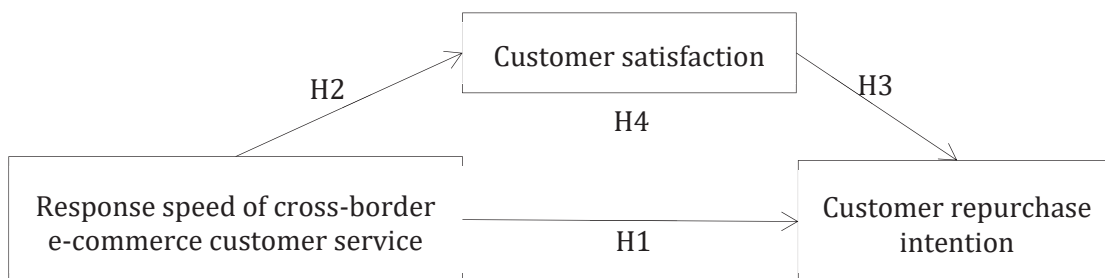 Customer satisfaction
H2
H3
H4
Response speed of cross-border
e-commerce customer service
H1
Customer repurchase
intention